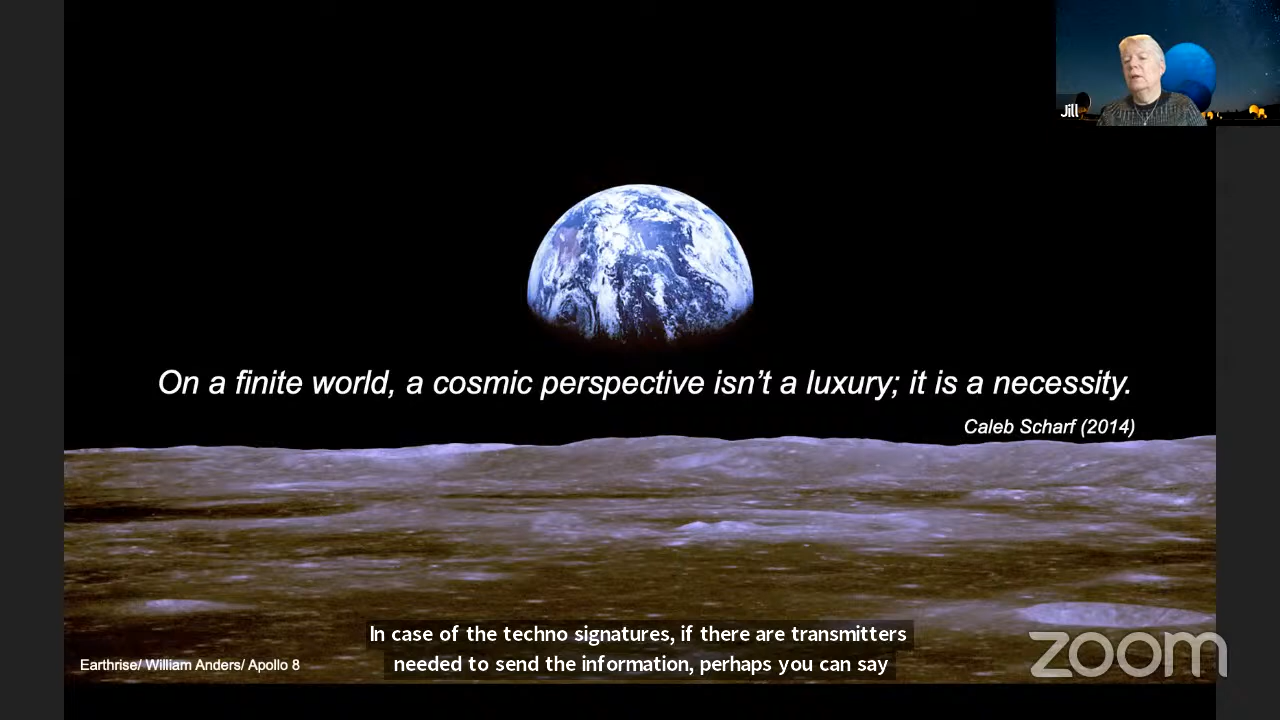 Jill
On a finite world, a cosmic perspective isn't a luxury; it is a necessity.
Caleb Scharf (2014)
In case of the techno signatures, if there are transmitters
needed to send the information, perhaps you can say
Earthrise/ William Anders/ Apollo 8
zoom